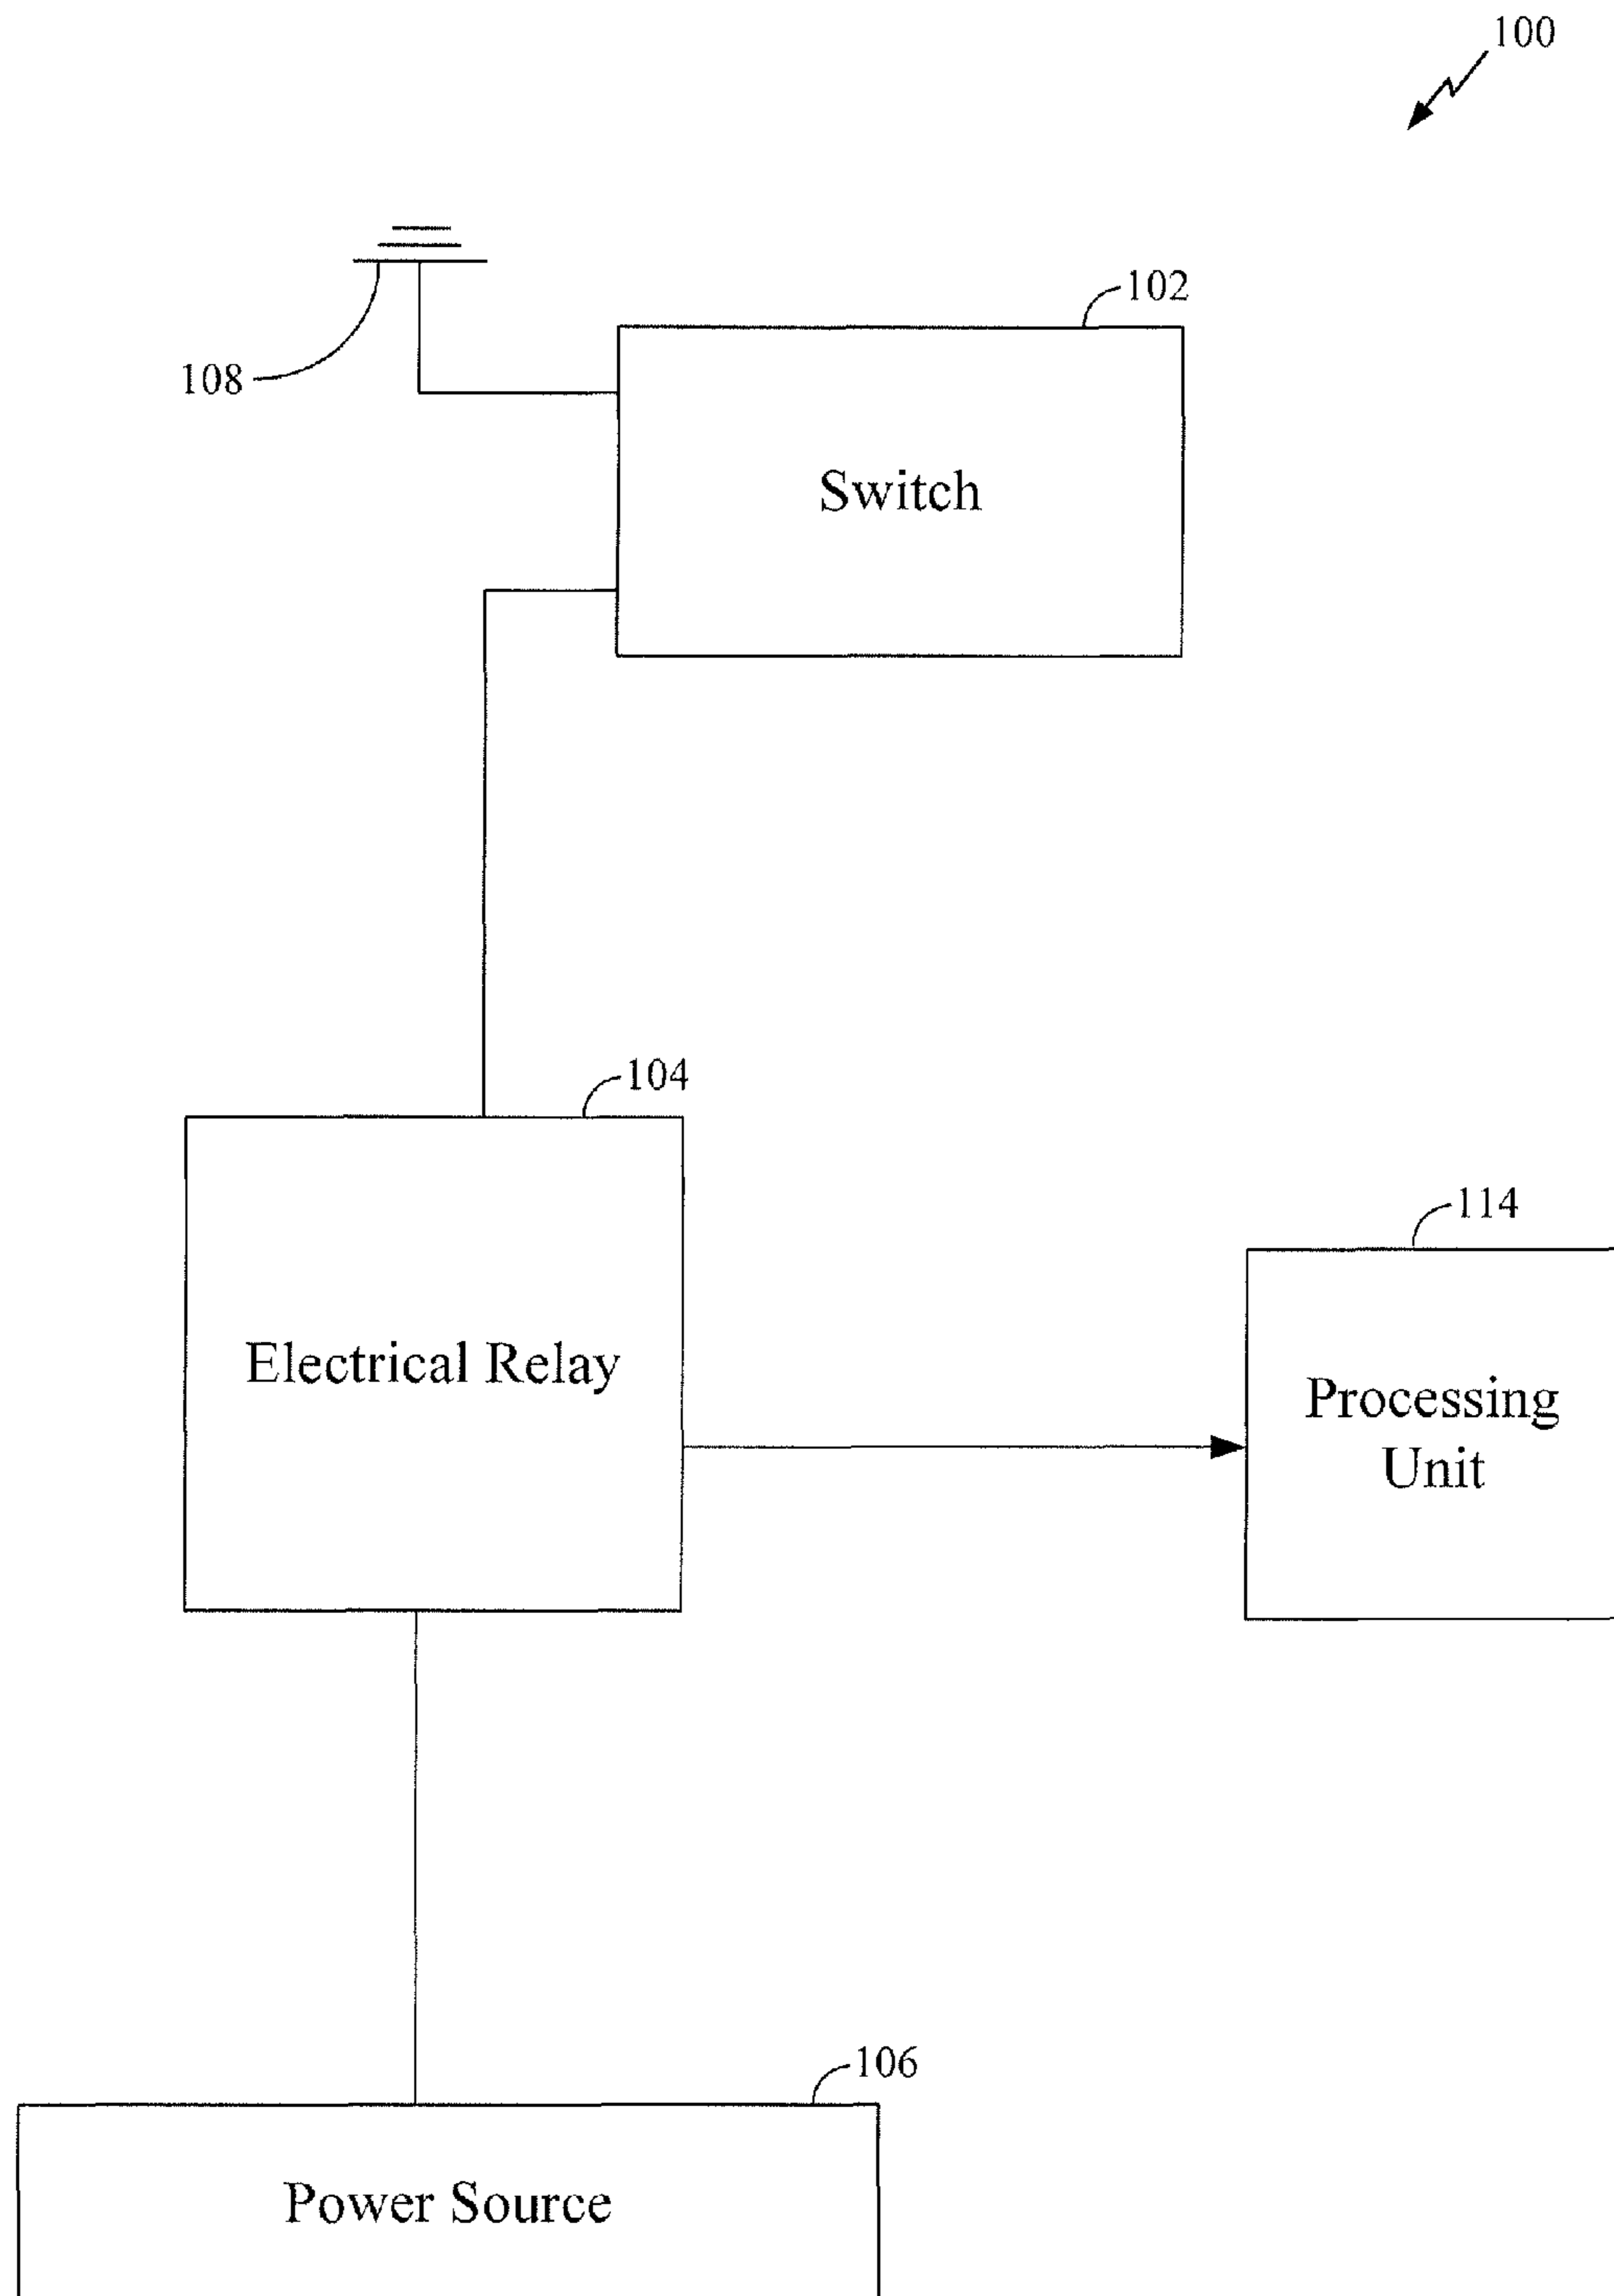 100
102
108
Switch
104
114
Electrical Relay
Processing
Unit
106
Power Source